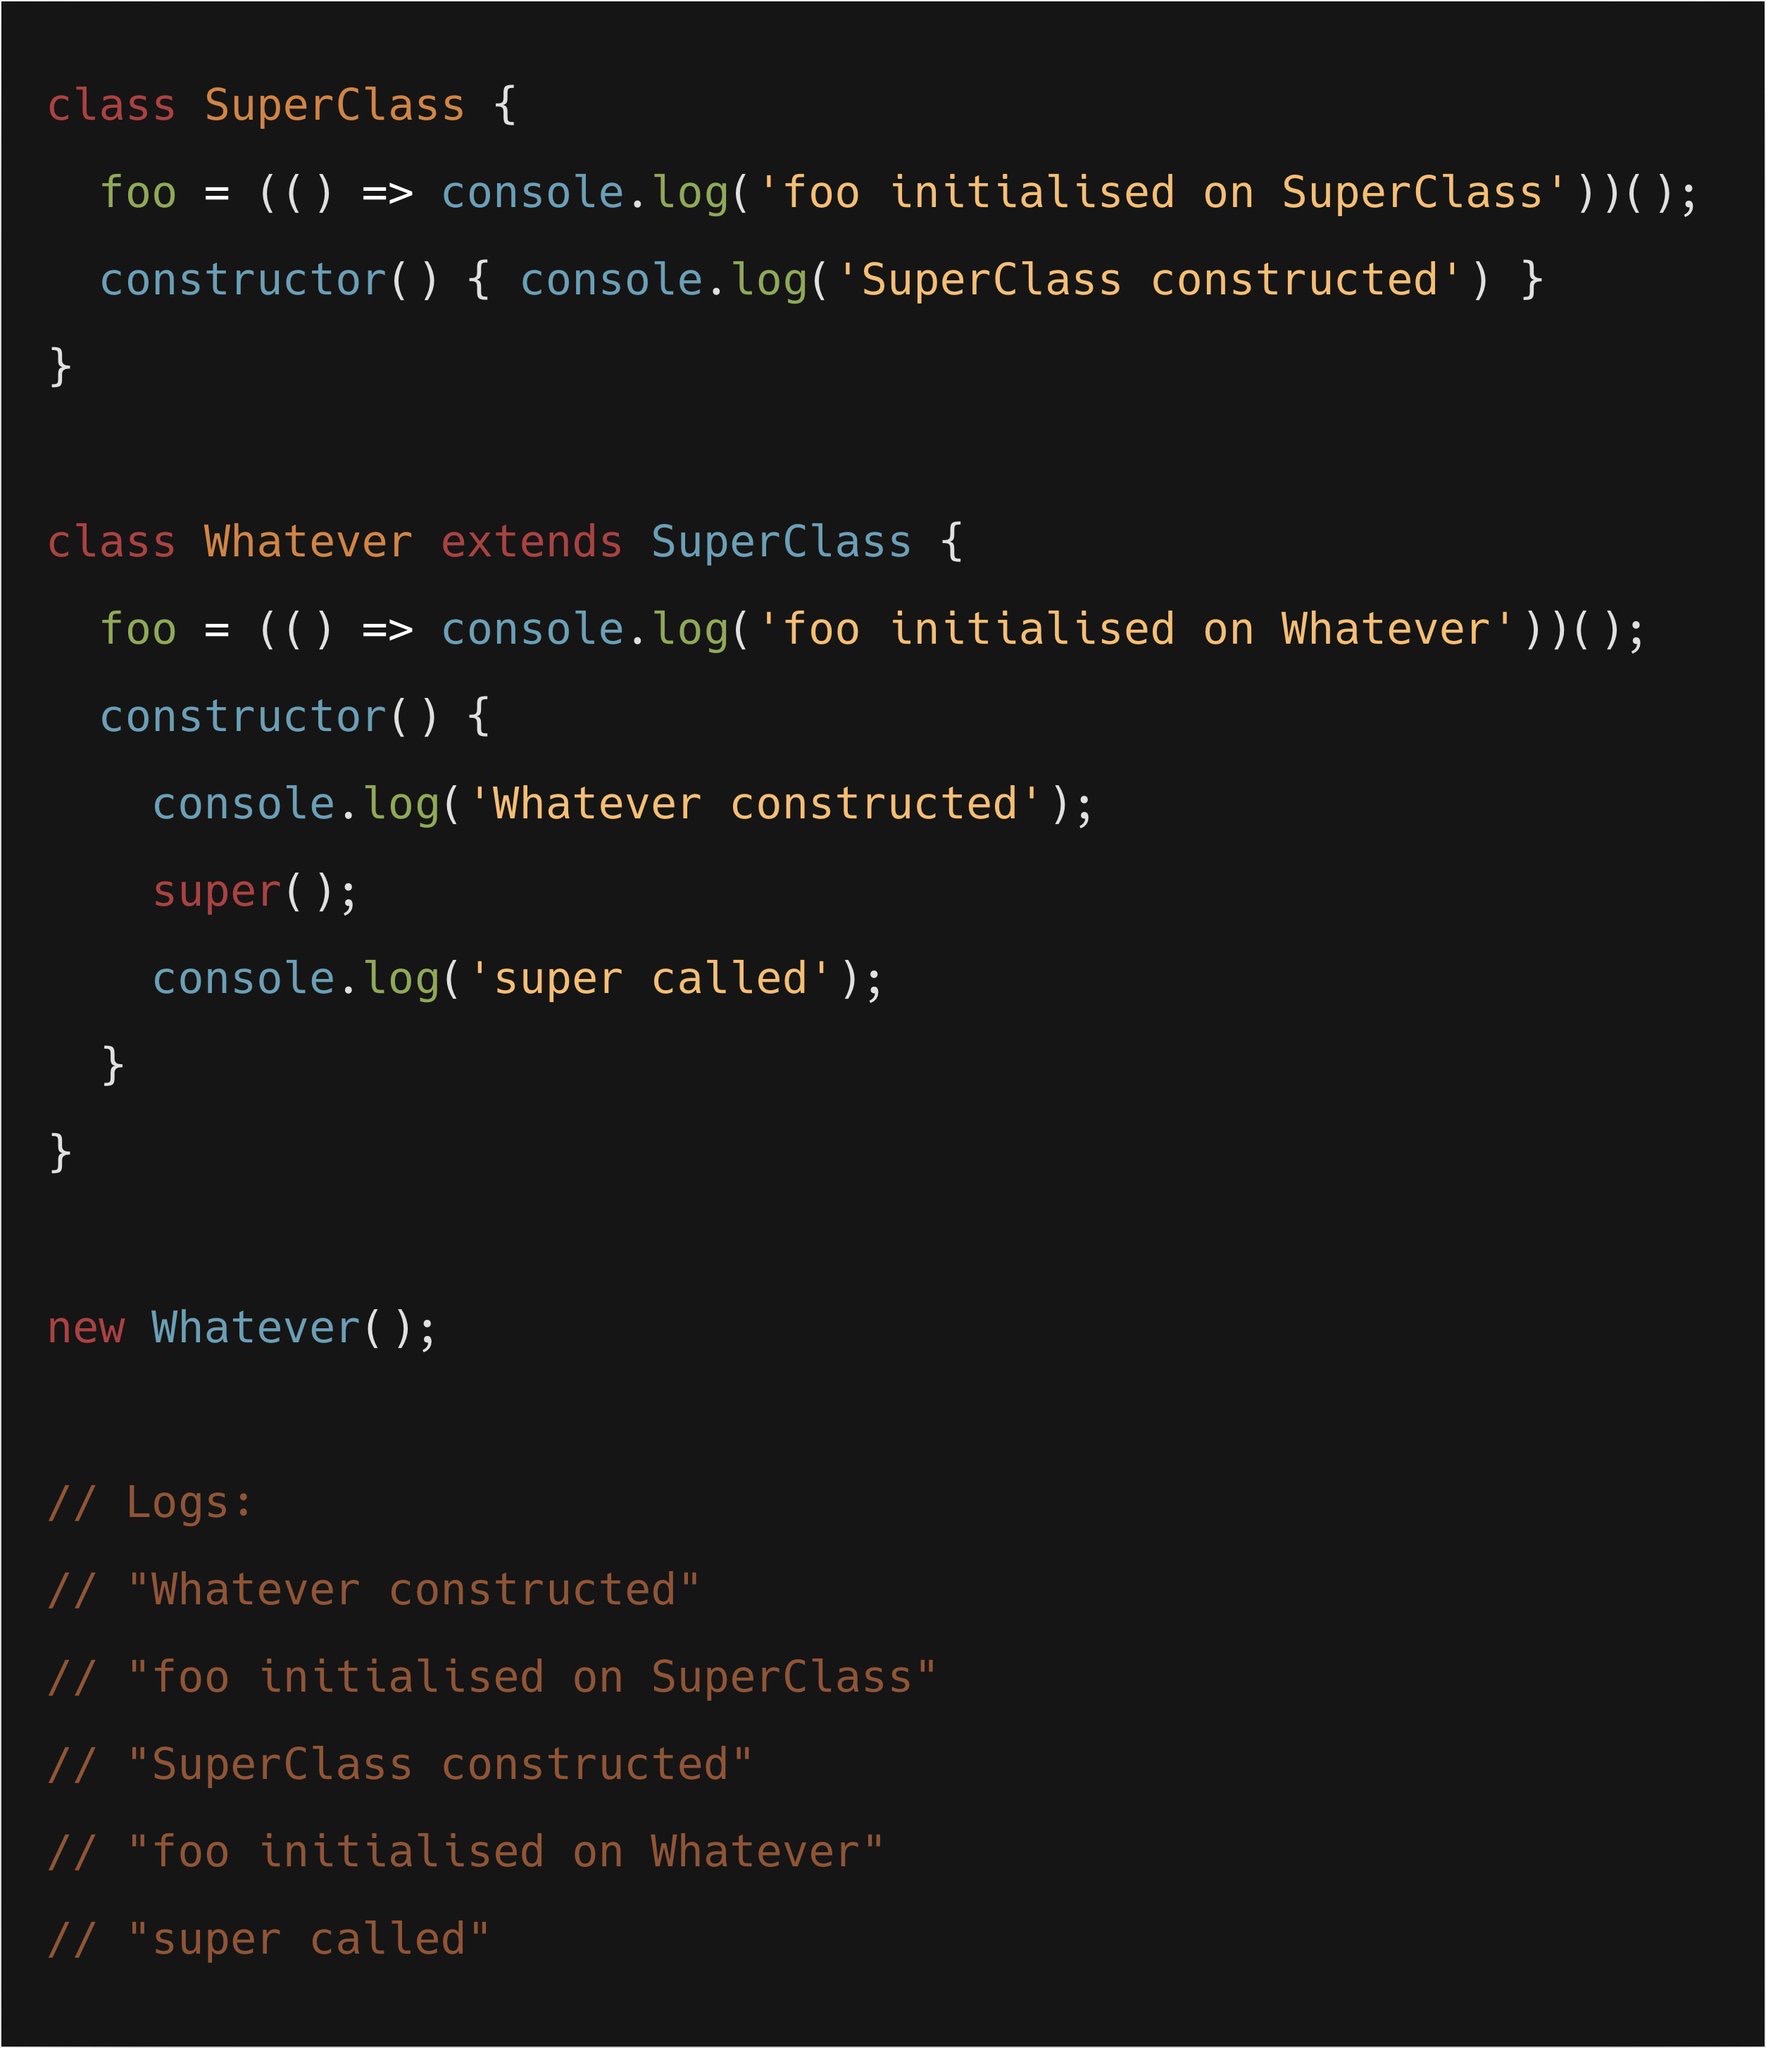 class SuperClass {
  foo = (() => console.log('foo initialised on SuperClass'))();
  constructor() { console.log('SuperClass constructed') }
}
class Whatever extends SuperClass {
  foo = (() => console.log('foo initialised on Whatever'))();
  constructor() {
    console.log('Whatever constructed');
    super();
    console.log('super called');
  }
}
new Whatever();
// Logs:
// "Whatever constructed"
// "foo initialised on SuperClass"
// "SuperClass constructed"
// "foo initialised on Whatever"
// "super called"